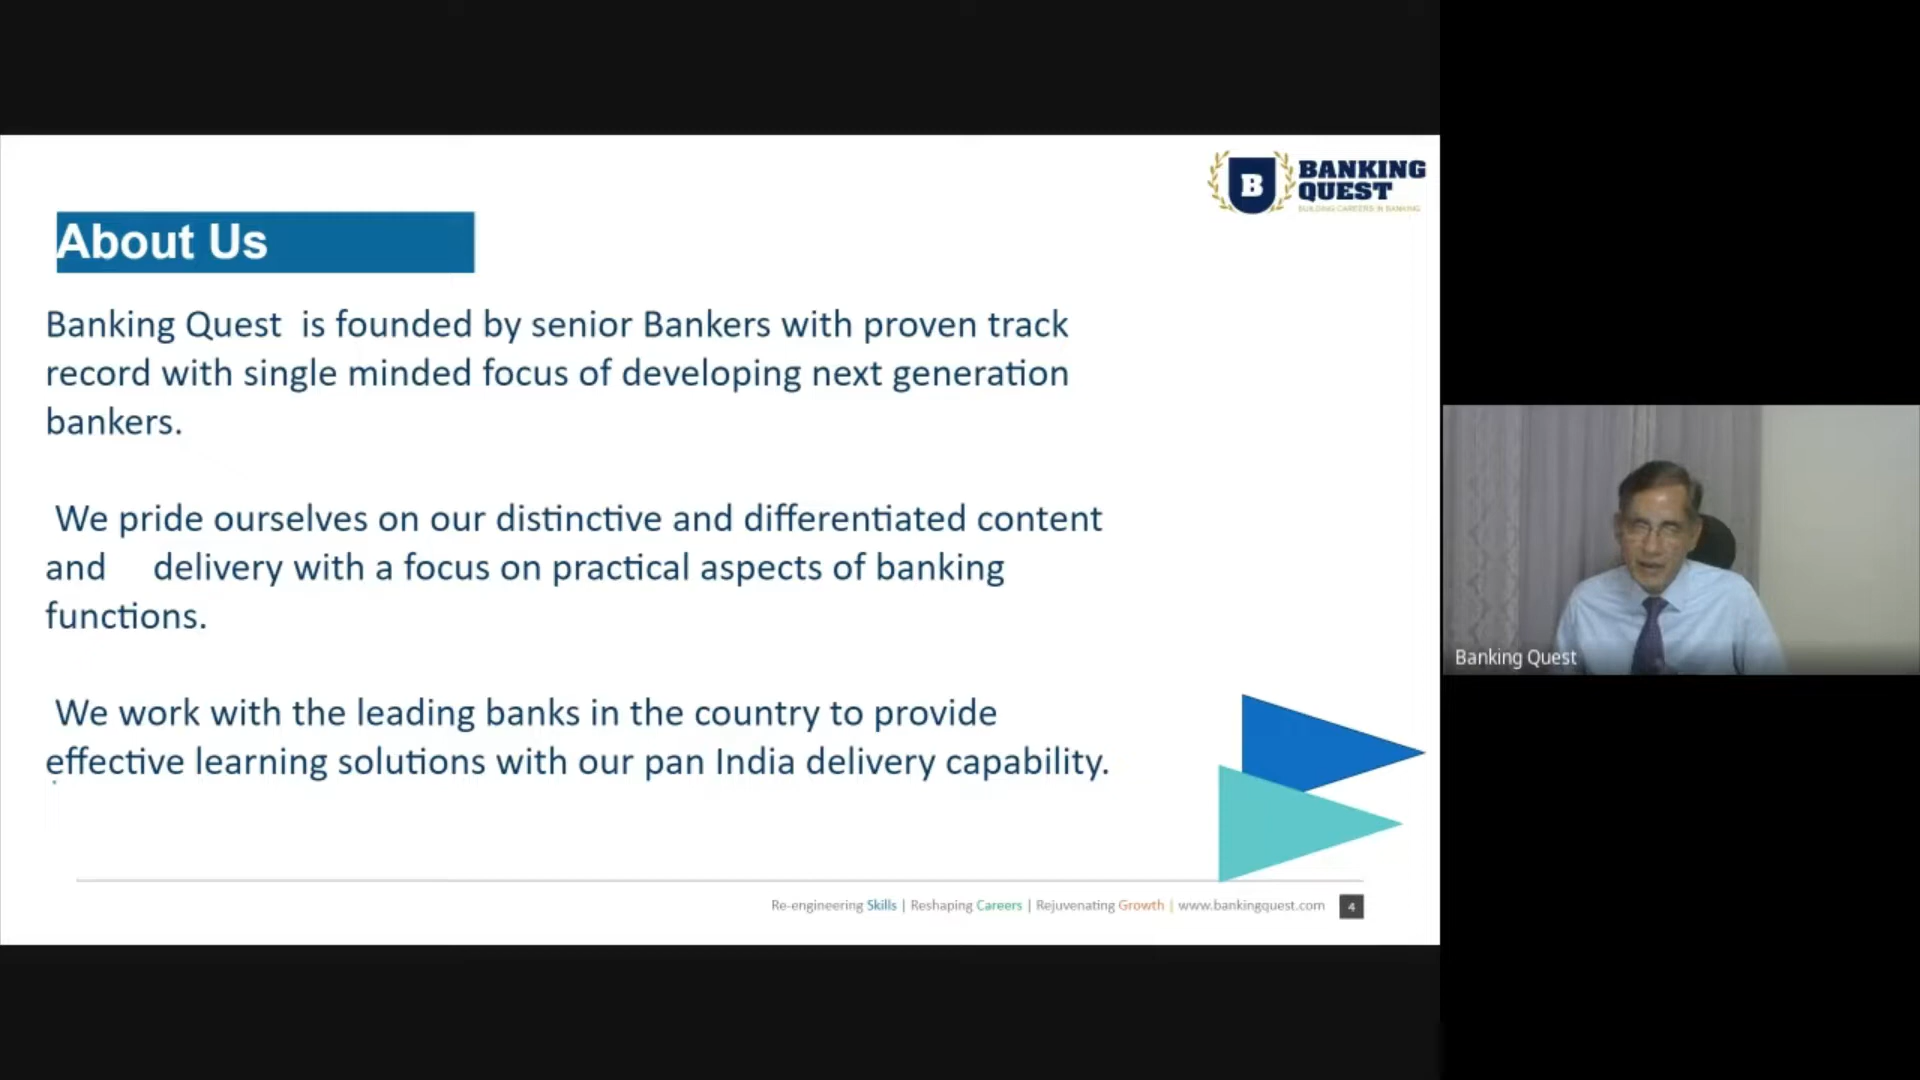 BANKING
QUEST
BUILDING CAREERS IN BANKING
B
About Us
Banking Quest is founded by senior Bankers with proven track
record with single minded focus of developing next generation
bankers.
We pride ourselves on our distinctive and differentiated content
and delivery with a focus on practical aspects of banking
functions.
We work with the leading banks in the country to provide
effective learning solutions with our pan India delivery capability.
Re-engineering Skills | Reshaping Careers | Rejuvenating Growth | www.bankingquest.com 4
Banking Quest